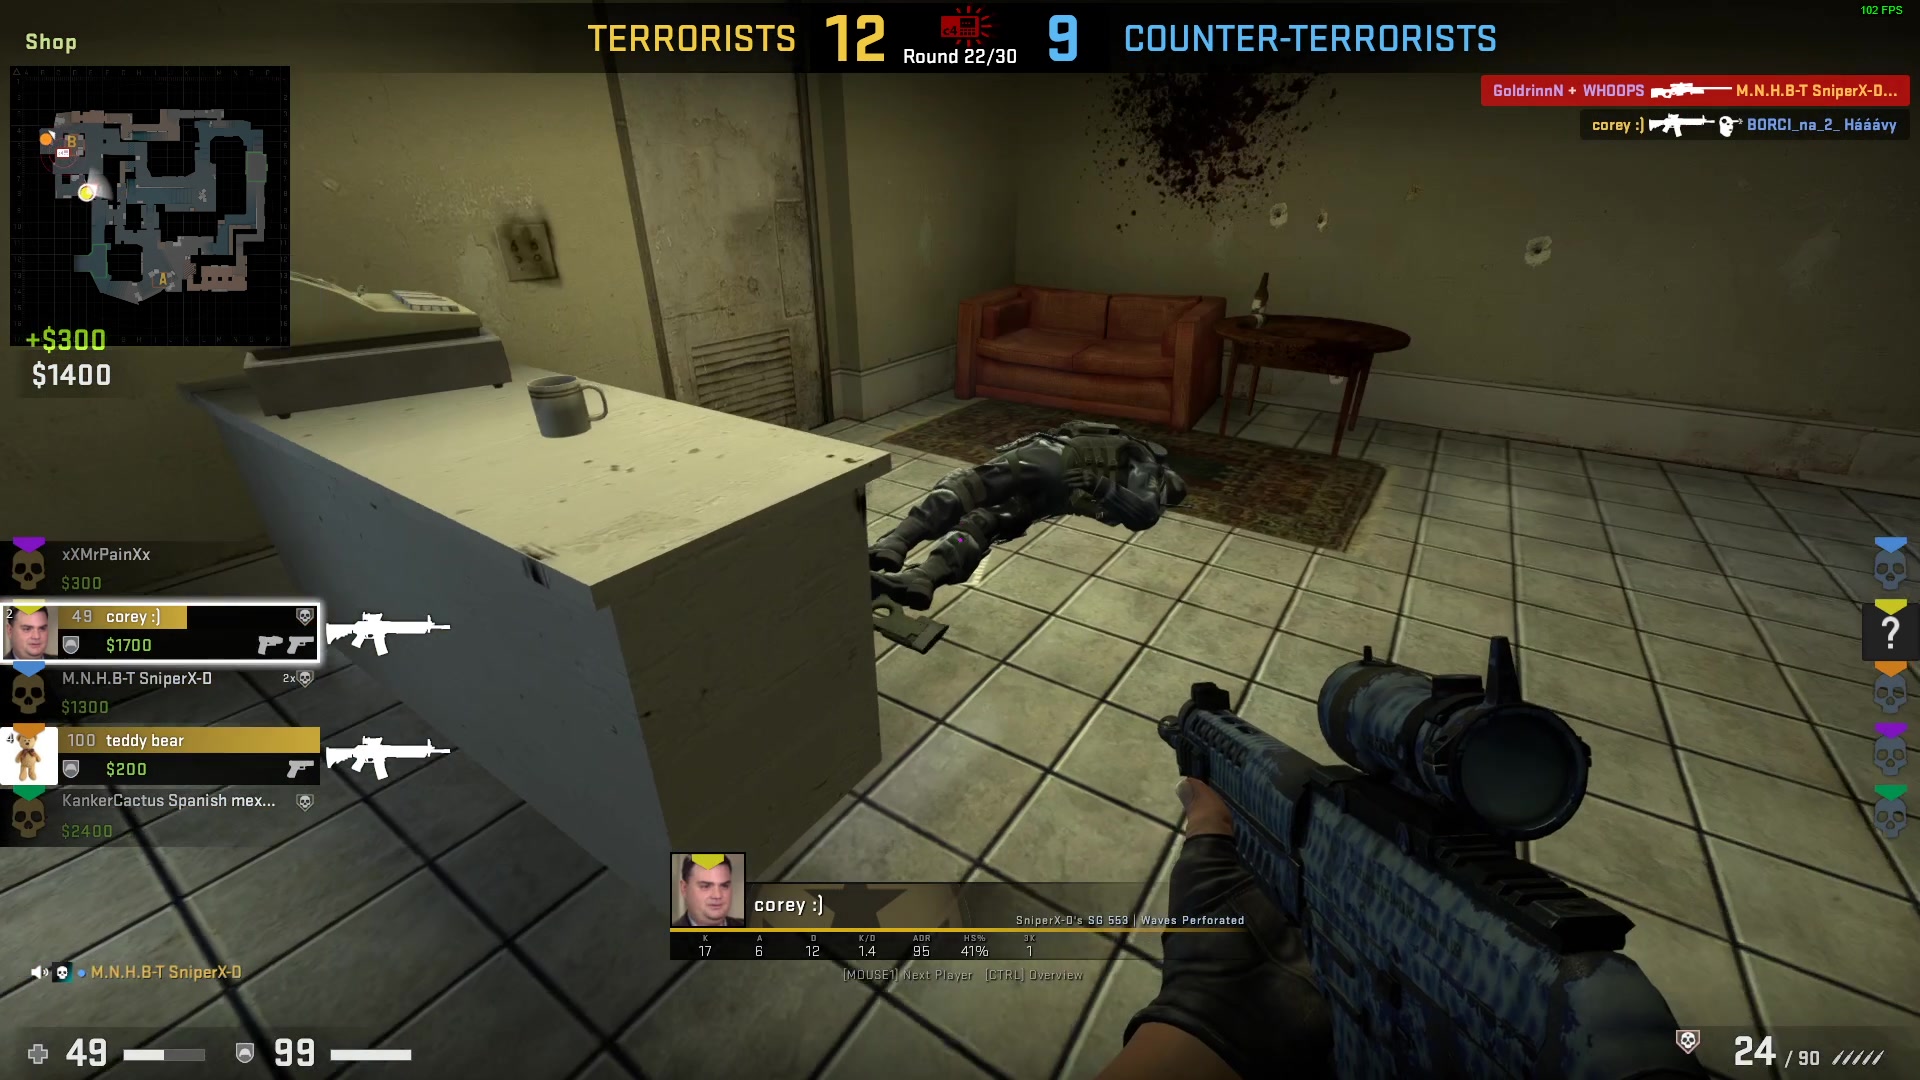 102 FPS
Shop
TERRORISTS 12 9 COUNTER-TERRORISTS
Round 22/30
GoldrinnN + WHOOPS M.N.H.B-T SniperX-D...
corey :) BORCI_na_2_ Hááávy
B
A
+$300
$1400
xXMrPainXx
$300
2 49 corey :)
$1700
M.N.H.B-T SniperX-D 2x
$1300
4 100 teddy bear
$200
KankerCactus Spanish mex...
$2400
?
corey :)
SniperX-D's SG 553 | Waves Perforated
K A D K/D ADR HS% 3K
17 6 12 1.4 95 41% 1
[MOUSE1] Next Player [CTRL] Overview
M.N.H.B-T SniperX-D
49 99
24 / 90